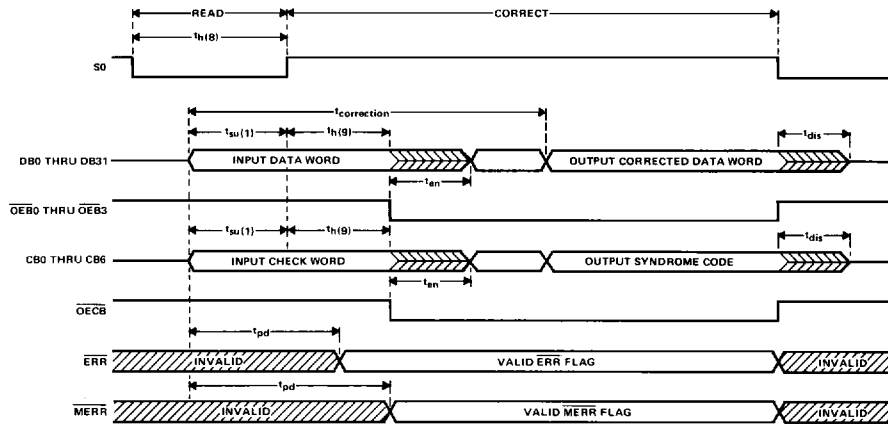 READ
CORRECT
th(8)
S0
tcorrection
tsu(1)
th(9)
tdis
DB0 THRU DB31
INPUT DATA WORD
OUTPUT CORRECTED DATA WORD
ten
OEB0 THRU OEB3
tsu(1)
th(9)
tdis
CB0 THRU CB6
INPUT CHECK WORD
OUTPUT SYNDROME CODE
ten
OECB
tpd
ERR
INVALID
VALID ERR FLAG
INVALID
tpd
MERR
INVALID
VALID MERR FLAG
INVALID